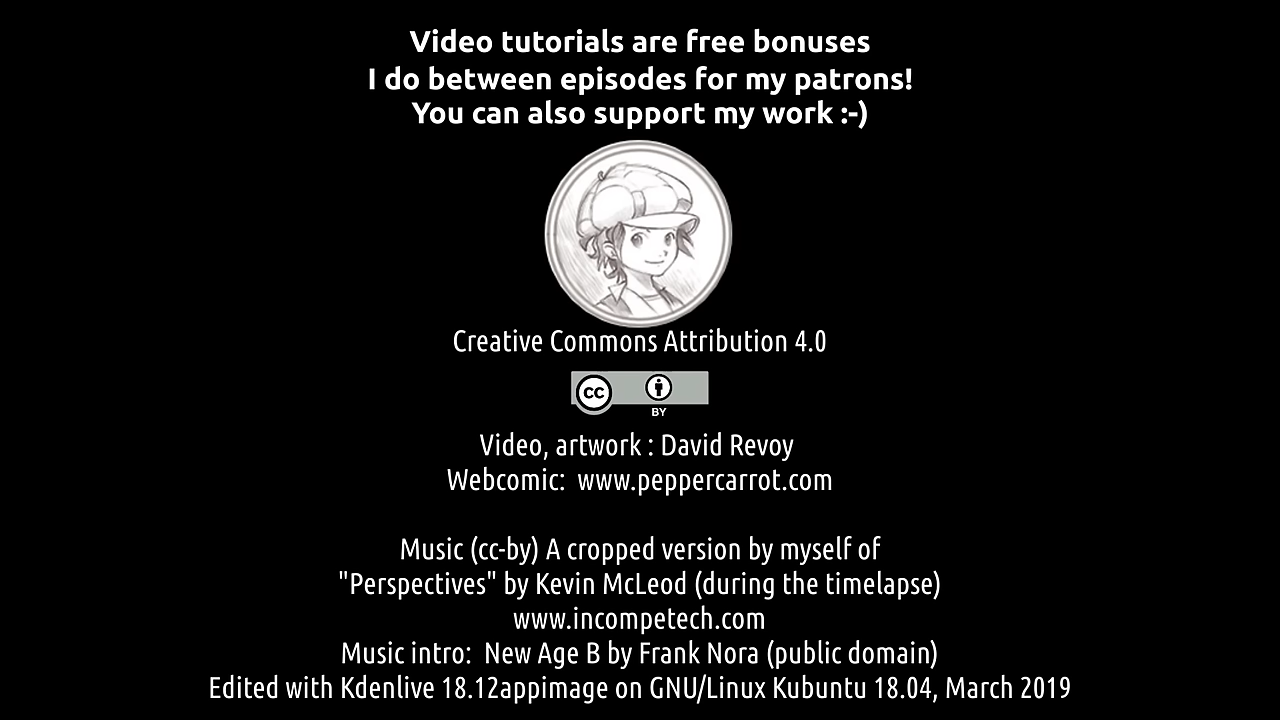 Video tutorials are free bonuses
I do between episodes for my patrons!
You can also support my work :-)
Creative Commons Attribution 4.0
cc
BY
Video, artwork : David Revoy
Webcomic:  www.peppercarrot.com
Music (cc-by) A cropped version by myself of
"Perspectives" by Kevin McLeod (during the timelapse)
www.incompetech.com
Music intro:  New Age B by Frank Nora (public domain)
Edited with Kdenlive 18.12appimage on GNU/Linux Kubuntu 18.04, March 2019